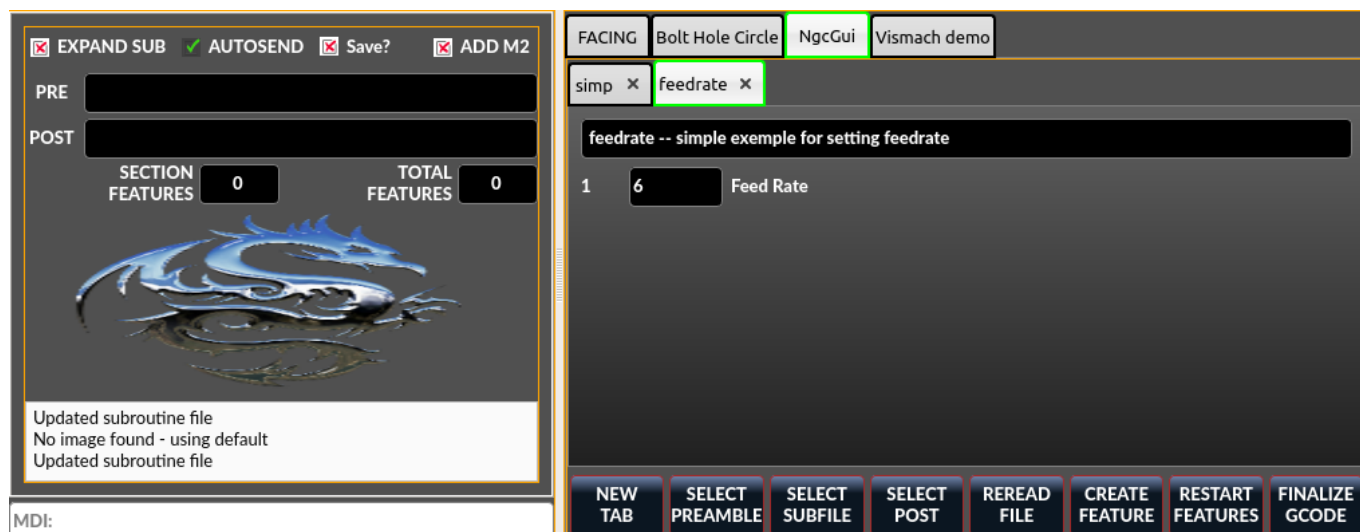 EXPAND SUB AUTOSEND Save? ADD M2
PRE
POST
SECTION FEATURES 0 TOTAL FEATURES 0
Updated subroutine file
No image found - using default
Updated subroutine file
MDI:
FACING Bolt Hole Circle NgcGui Vismach demo
simp × feedrate ×
feedrate -- simple exemple for setting feedrate
1 6 Feed Rate
NEW TAB SELECT PREAMBLE SELECT SUBFILE SELECT POST REREAD FILE CREATE FEATURE RESTART FEATURES FINALIZE GCODE